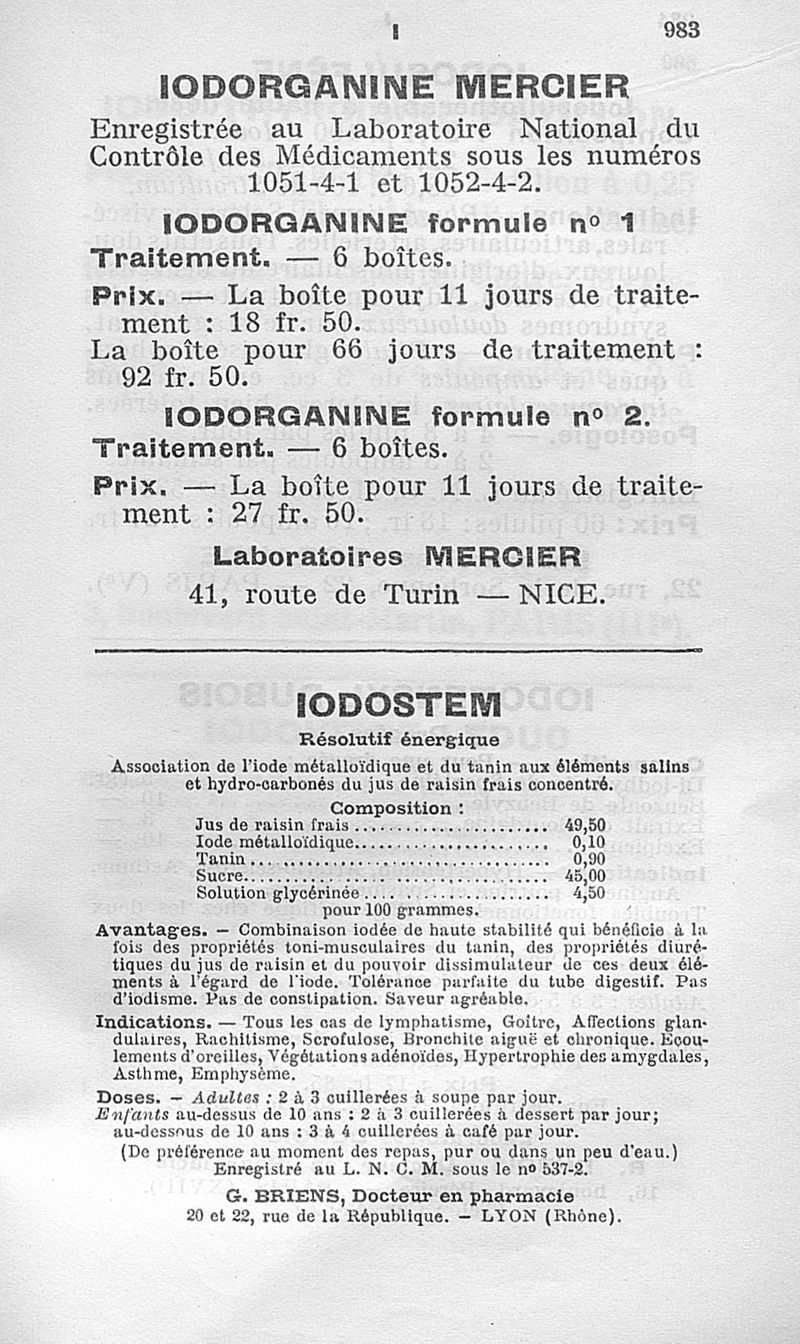 I 983
IODORGANINE MERCIER
Enregistrée au Laboratoire National du
Contrôle des Médicaments sous les numéros
1051-4-1 et 1052-4-2.
IODORGANINE formule nº 1
Traitement. — 6 boîtes.
Prix. — La boîte pour 11 jours de traite-
ment : 18 fr. 50.
La boîte pour 66 jours de traitement :
92 fr. 50.
IODORGANINE formule nº 2.
Traitement. — 6 boîtes.
Prix. — La boîte pour 11 jours de traite-
ment : 27 fr. 50.
Laboratoires MERCIER
41, route de Turin — NICE.
IODOSTEM
Résolutif énergique
Association de l'iode métalloïdique et du tanin aux éléments salins
et hydro-carbonés du jus de raisin frais concentré.
Composition :
Jus de raisin frais ........................ 49,50
Iode métalloïdique........................ 0,10
Tanin .................................... 0,90
Sucre..................................... 45,00
Solution glycérinée....................... 4,50
pour 100 grammes.
Avantages. — Combinaison iodée de haute stabilité qui bénéficie à la
fois des propriétés toni-musculaires du tanin, des propriétés diuré-
tiques du jus de raisin et du pouvoir dissimulateur de ces deux élé-
ments à l'égard de l'iode. Tolérance parfaite du tube digestif. Pas
d'iodisme. Pas de constipation. Saveur agréable.
Indications. — Tous les cas de lymphatisme, Goître, Affections glan-
dulaires, Rachitisme, Scrofulose, Bronchite aiguë et chronique. Ecou-
lements d'oreilles, Végétations adénoïdes, Hypertrophie des amygdales,
Asthme, Emphysème.
Doses. — Adultes : 2 à 3 cuillerées à soupe par jour.
Enfants au-dessus de 10 ans : 2 à 3 cuillerées à dessert par jour;
au-dessous de 10 ans : 3 à 4 cuillerées à café par jour.
(De préférence au moment des repas, pur ou dans un peu d'eau.)
Enregistré au L. N. C. M. sous le nº 537-2.
G. BRIENS, Docteur en pharmacie
20 et 22, rue de la République. — LYON (Rhône).